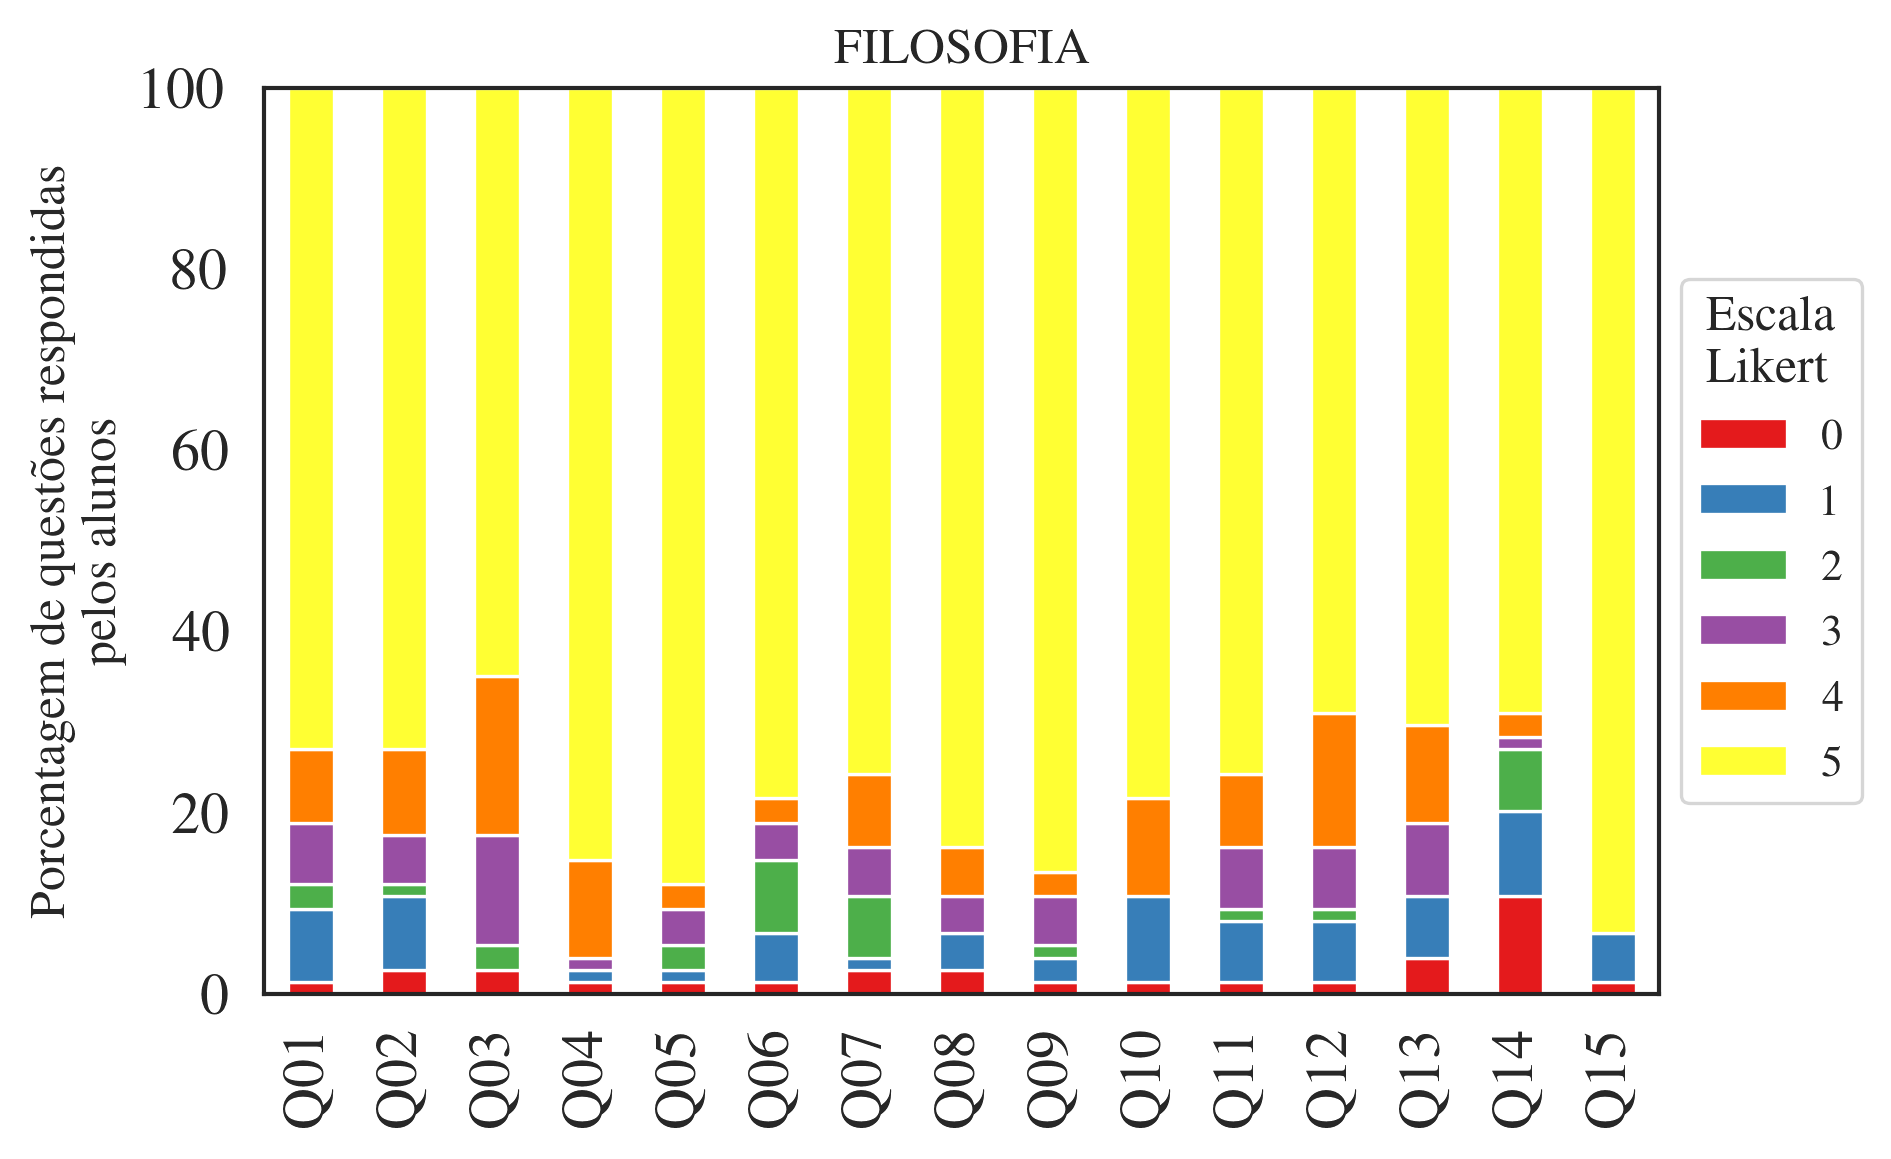 FILOSOFIA
Porcentagem de questões respondidas
pelos alunos
100
80
60
40
20
0
Q01
Q02
Q03
Q04
Q05
Q06
Q07
Q08
Q09
Q10
Q11
Q12
Q13
Q14
Q15
Escala
Likert
0
1
2
3
4
5